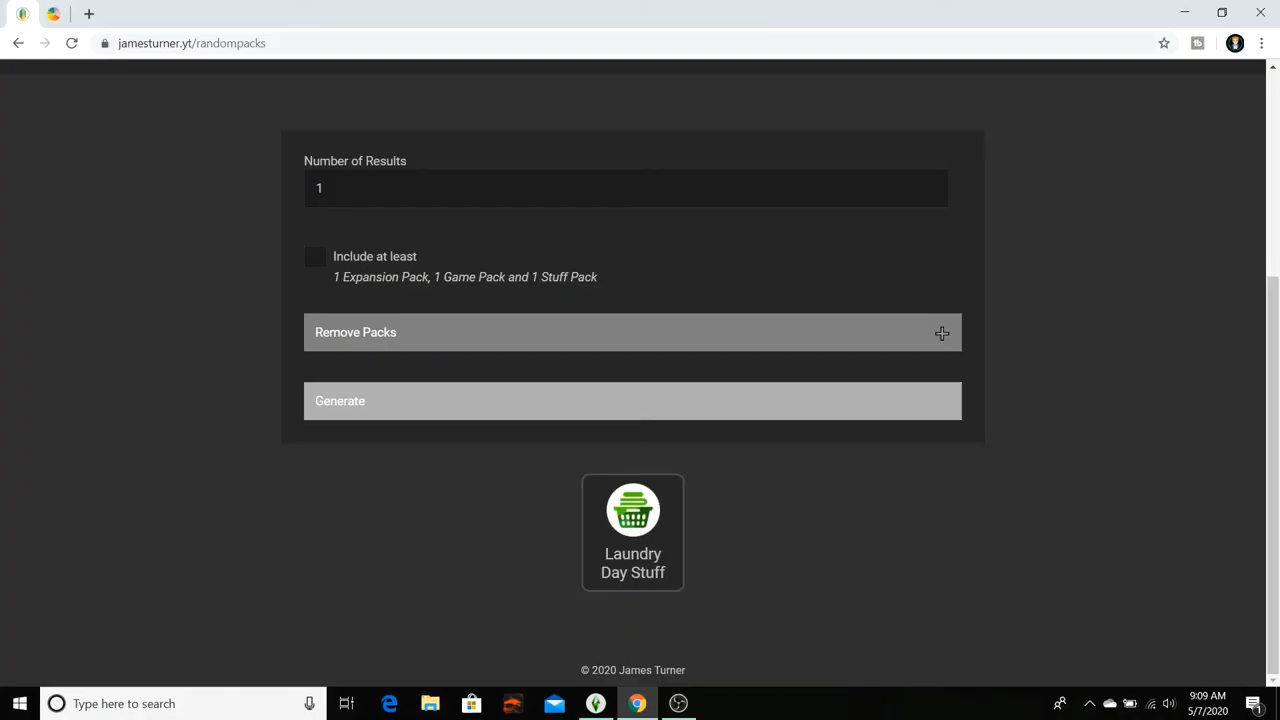 jamesturner.yt/randompacks
Number of Results
1
Include at least
1 Expansion Pack, 1 Game Pack and 1 Stuff Pack
Remove Packs
Generate
Laundry
Day Stuff
© 2020 James Turner
Type here to search
9:09 AM
5/7/2020
1